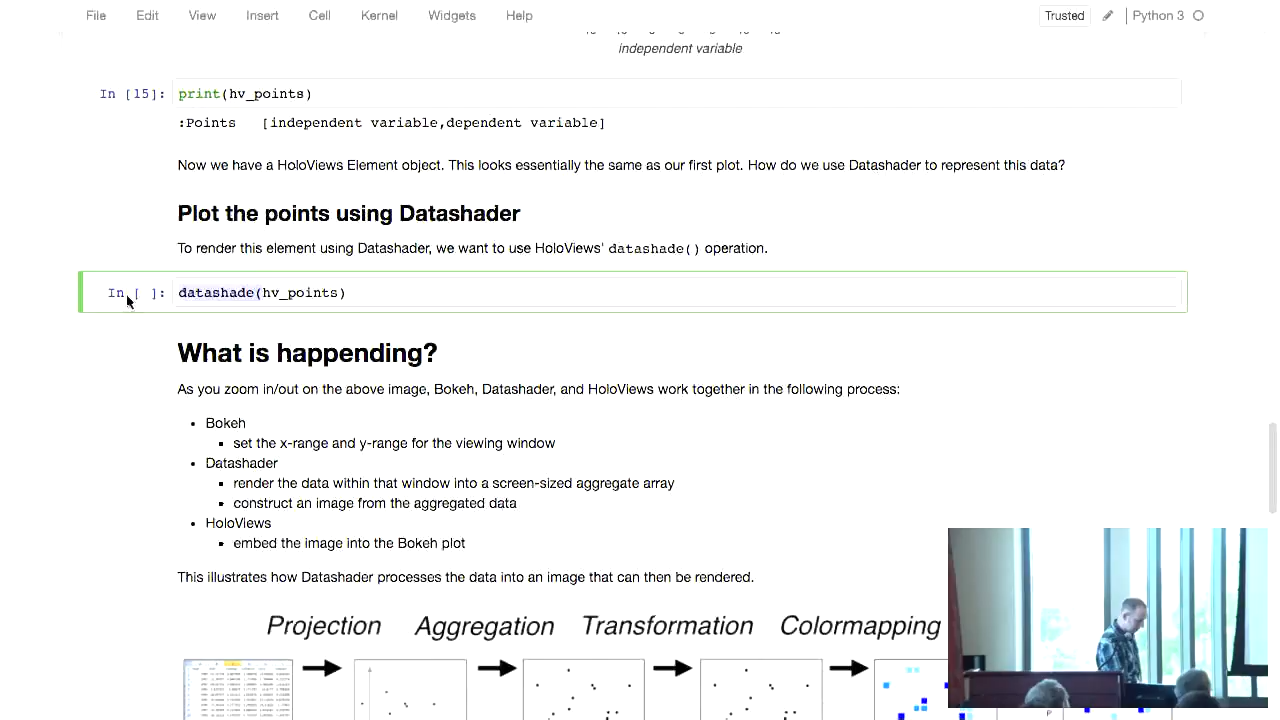 File Edit View Insert Cell Kernel Widgets Help Trusted Python 3
independent variable
In [15]: print(hv_points)
:Points [independent variable,dependent variable]
Now we have a HoloViews Element object. This looks essentially the same as our first plot. How do we use Datashader to represent this data?
Plot the points using Datashader
To render this element using Datashader, we want to use HoloViews' datashade() operation.
In [ ]: datashade(hv_points)
What is happending?
As you zoom in/out on the above image, Bokeh, Datashader, and HoloViews work together in the following process:
• Bokeh
▪ set the x-range and y-range for the viewing window
• Datashader
▪ render the data within that window into a screen-sized aggregate array
▪ construct an image from the aggregated data
• HoloViews
▪ embed the image into the Bokeh plot
This illustrates how Datashader processes the data into an image that can then be rendered.
Projection Aggregation Transformation Colormapping